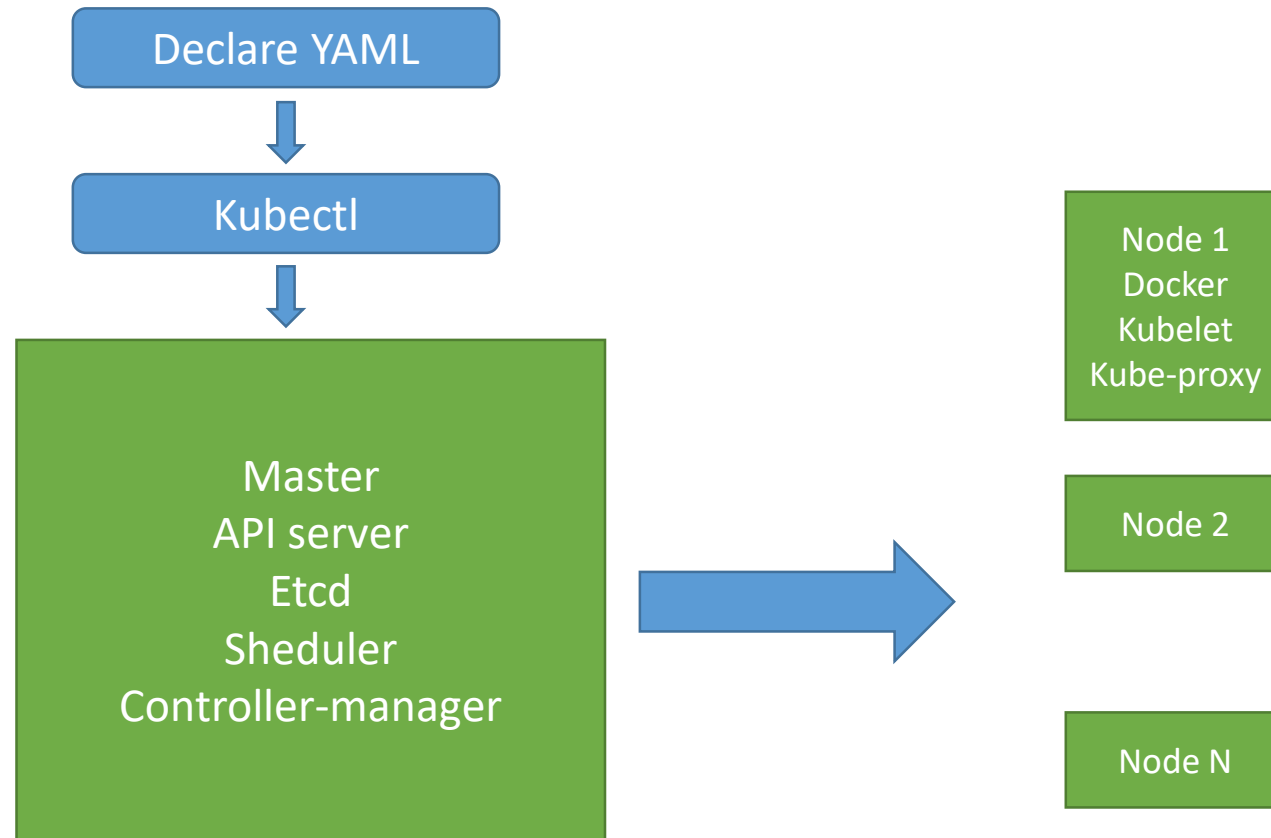 Declare YAML
Kubectl
Master
API server
Etcd
Sheduler
Controller-manager
Node 1
Docker
Kubelet
Kube-proxy
Node 2
Node N